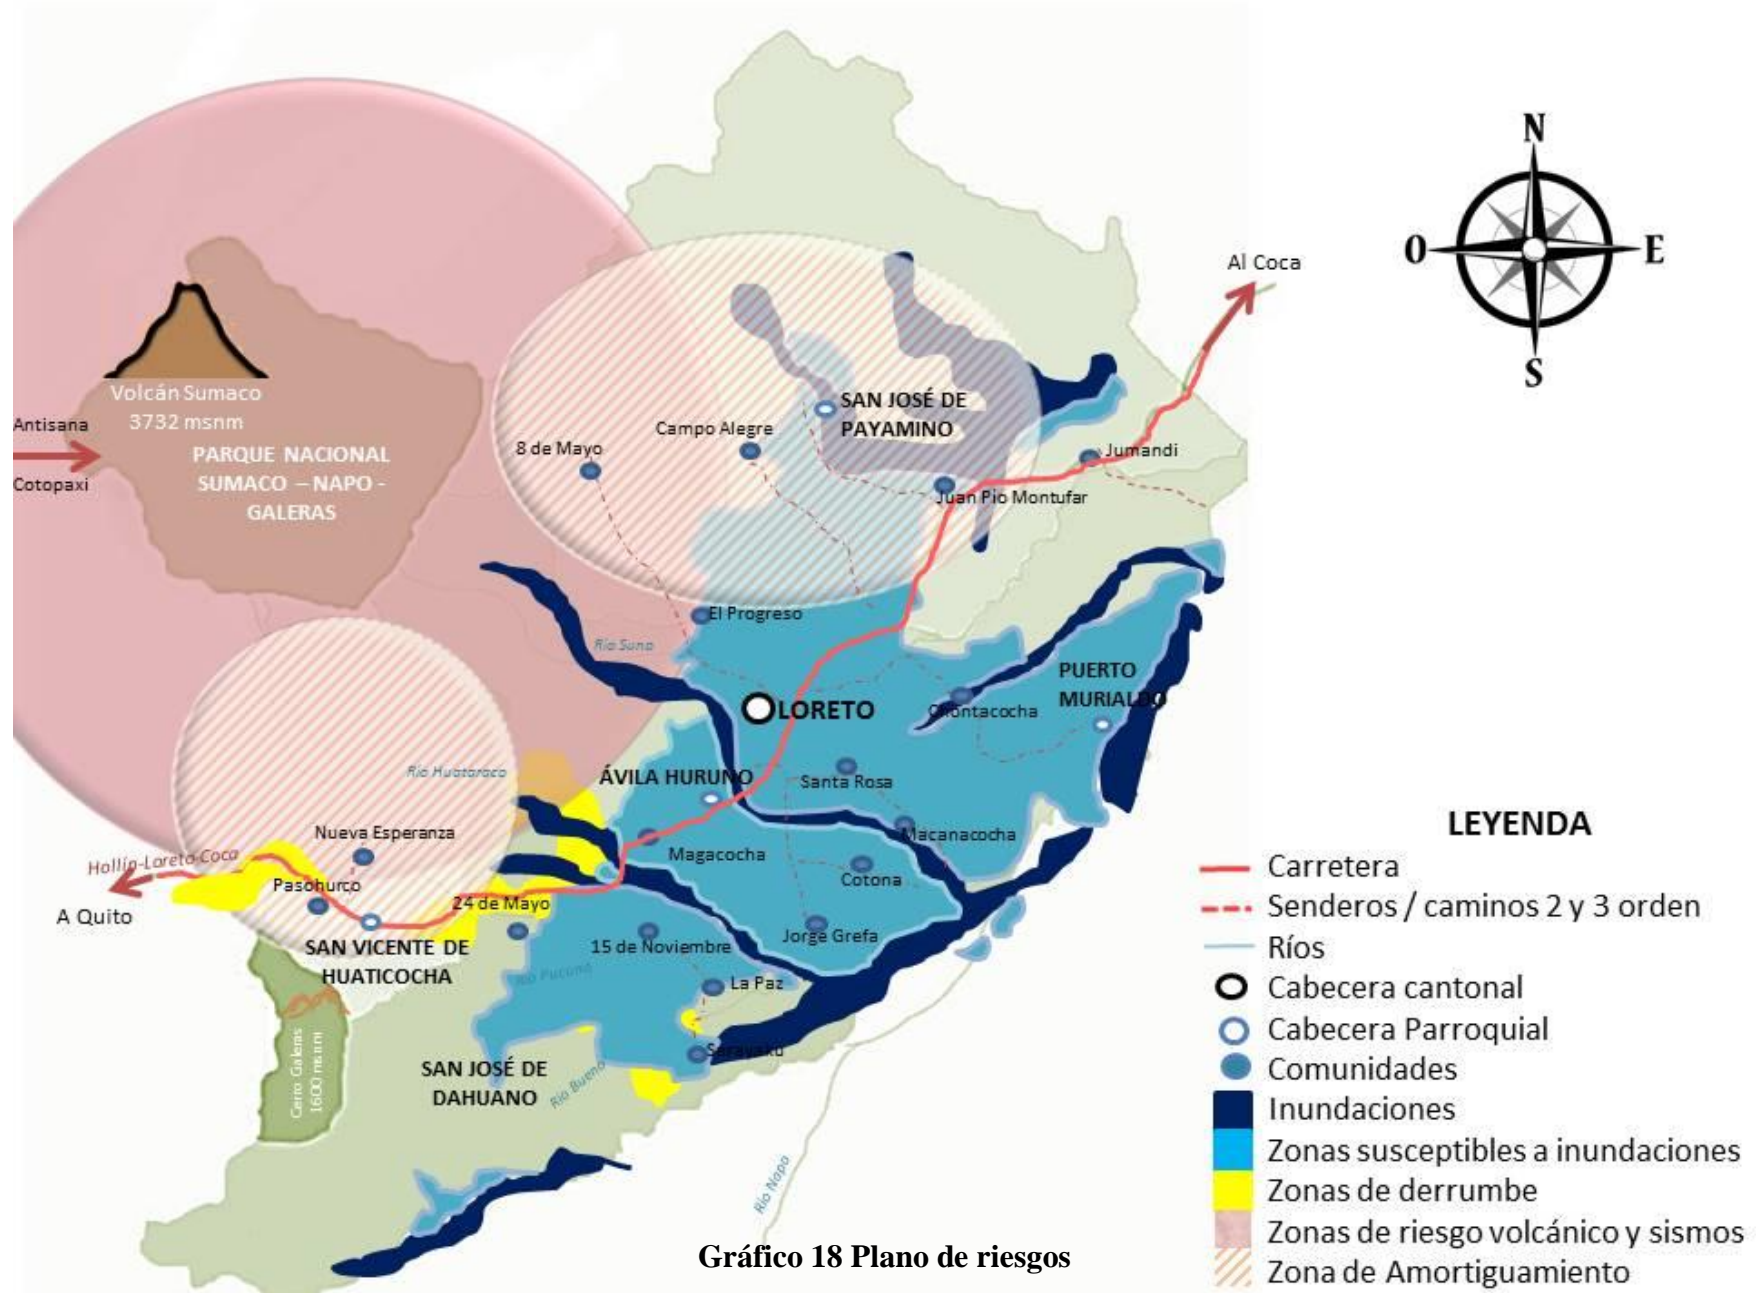 N
O
E
S
Al Coca
Volcán Sumaco
3732 msnm
Antisana
Cotopaxi
PARQUE NACIONAL
SUMACO – NAPO -
GALERAS
8 de Mayo
Campo Alegre
SAN JOSÉ DE
PAYAMINO
Jumandi
Juan Pio Montufar
El Progreso
Río Suno
LORETO
PUERTO
MURIALDO
Chontacocha
Río Huataraco
ÁVILA HURUNO
Santa Rosa
Macanacocha
Nueva Esperanza
Magacocha
Cotona
Hollín-Loreto-Coca
Pasohurco
A Quito
24 de Mayo
15 de Noviembre
Jorge Grefa
SAN VICENTE DE
HUATICOCHA
Río Pucuno
La Paz
Cerro Galeras
1600 msnm
Sarayaku
SAN JOSÉ DE
DAHUANO
Río Bueno
Río Napo
LEYENDA
Carretera
Senderos / caminos 2 y 3 orden
Ríos
Cabecera cantonal
Cabecera Parroquial
Comunidades
Inundaciones
Zonas susceptibles a inundaciones
Zonas de derrumbe
Zonas de riesgo volcánico y sismos
Zona de Amortiguamiento
Gráfico 18 Plano de riesgos